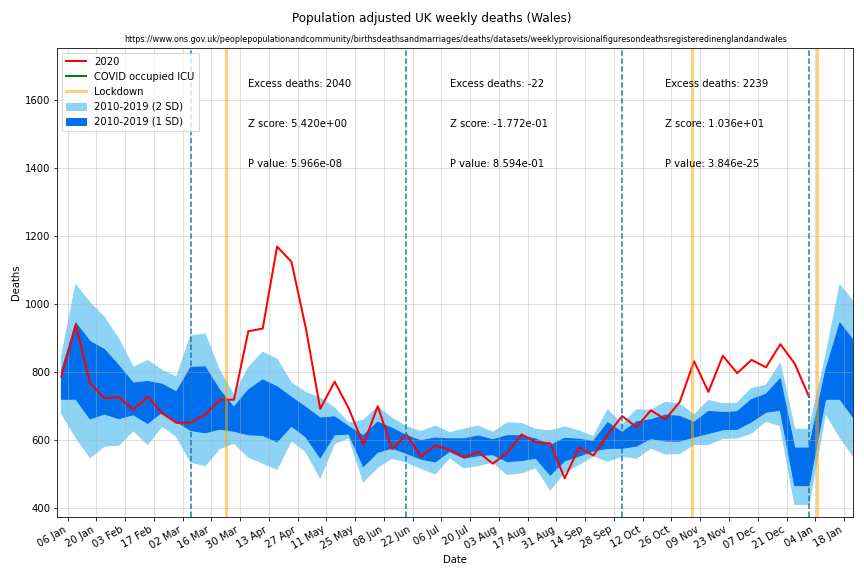 Population adjusted UK weekly deaths (Wales)
https://www.ons.gov.uk/peoplepopulationandcommunity/birthsdeathsandmarriages/deaths/datasets/weeklyprovisionalfiguresondeathsregisteredinenglandandwales
2020
COVID occupied ICU
Lockdown
2010-2019 (2 SD)
2010-2019 (1 SD)
Excess deaths: 2040
Z score: 5.420e+00
P value: 5.966e-08
Excess deaths: -22
Z score: -1.772e-01
P value: 8.594e-01
Excess deaths: 2239
Z score: 1.036e+01
P value: 3.846e-25
Deaths
1600
1400
1200
1000
800
600
400
06 Jan
20 Jan
03 Feb
17 Feb
02 Mar
16 Mar
30 Mar
13 Apr
27 Apr
11 May
25 May
08 Jun
22 Jun
06 Jul
20 Jul
03 Aug
17 Aug
31 Aug
14 Sep
28 Sep
12 Oct
26 Oct
09 Nov
23 Nov
07 Dec
21 Dec
04 Jan
18 Jan
Date